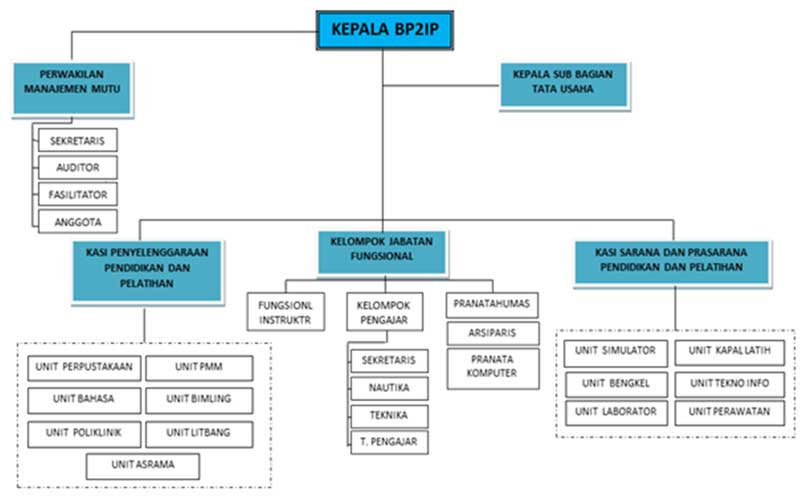 KEPALA BP2IP
PERWAKILAN
MANAJEMEN MUTU
KEPALA SUB BAGIAN
TATA USAHA
SEKRETARIS
AUDITOR
FASILITATOR
ANGGOTA
KASI PENYELENGGARAAN
PENDIDIKAN DAN
PELATIHAN
KELOMPOK JABATAN
FUNGSIONAL
KASI SARANA DAN PRASARANA
PENDIDIKAN DAN PELATIHAN
FUNGSIONL
INSTRUKTR
KELOMPOK
PENGAJAR
PRANATAHUMAS
ARSIPARIS
PRANATA
KOMPUTER
SEKRETARIS
NAUTIKA
TEKNIKA
T. PENGAJAR
UNIT PERPUSTAKAAN
UNIT PMM
UNIT BAHASA
UNIT BIMLING
UNIT POLIKLINIK
UNIT LITBANG
UNIT ASRAMA
UNIT SIMULATOR
UNIT KAPAL LATIH
UNIT BENGKEL
UNIT TEKNO INFO
UNIT LABORATOR
UNIT PERAWATAN